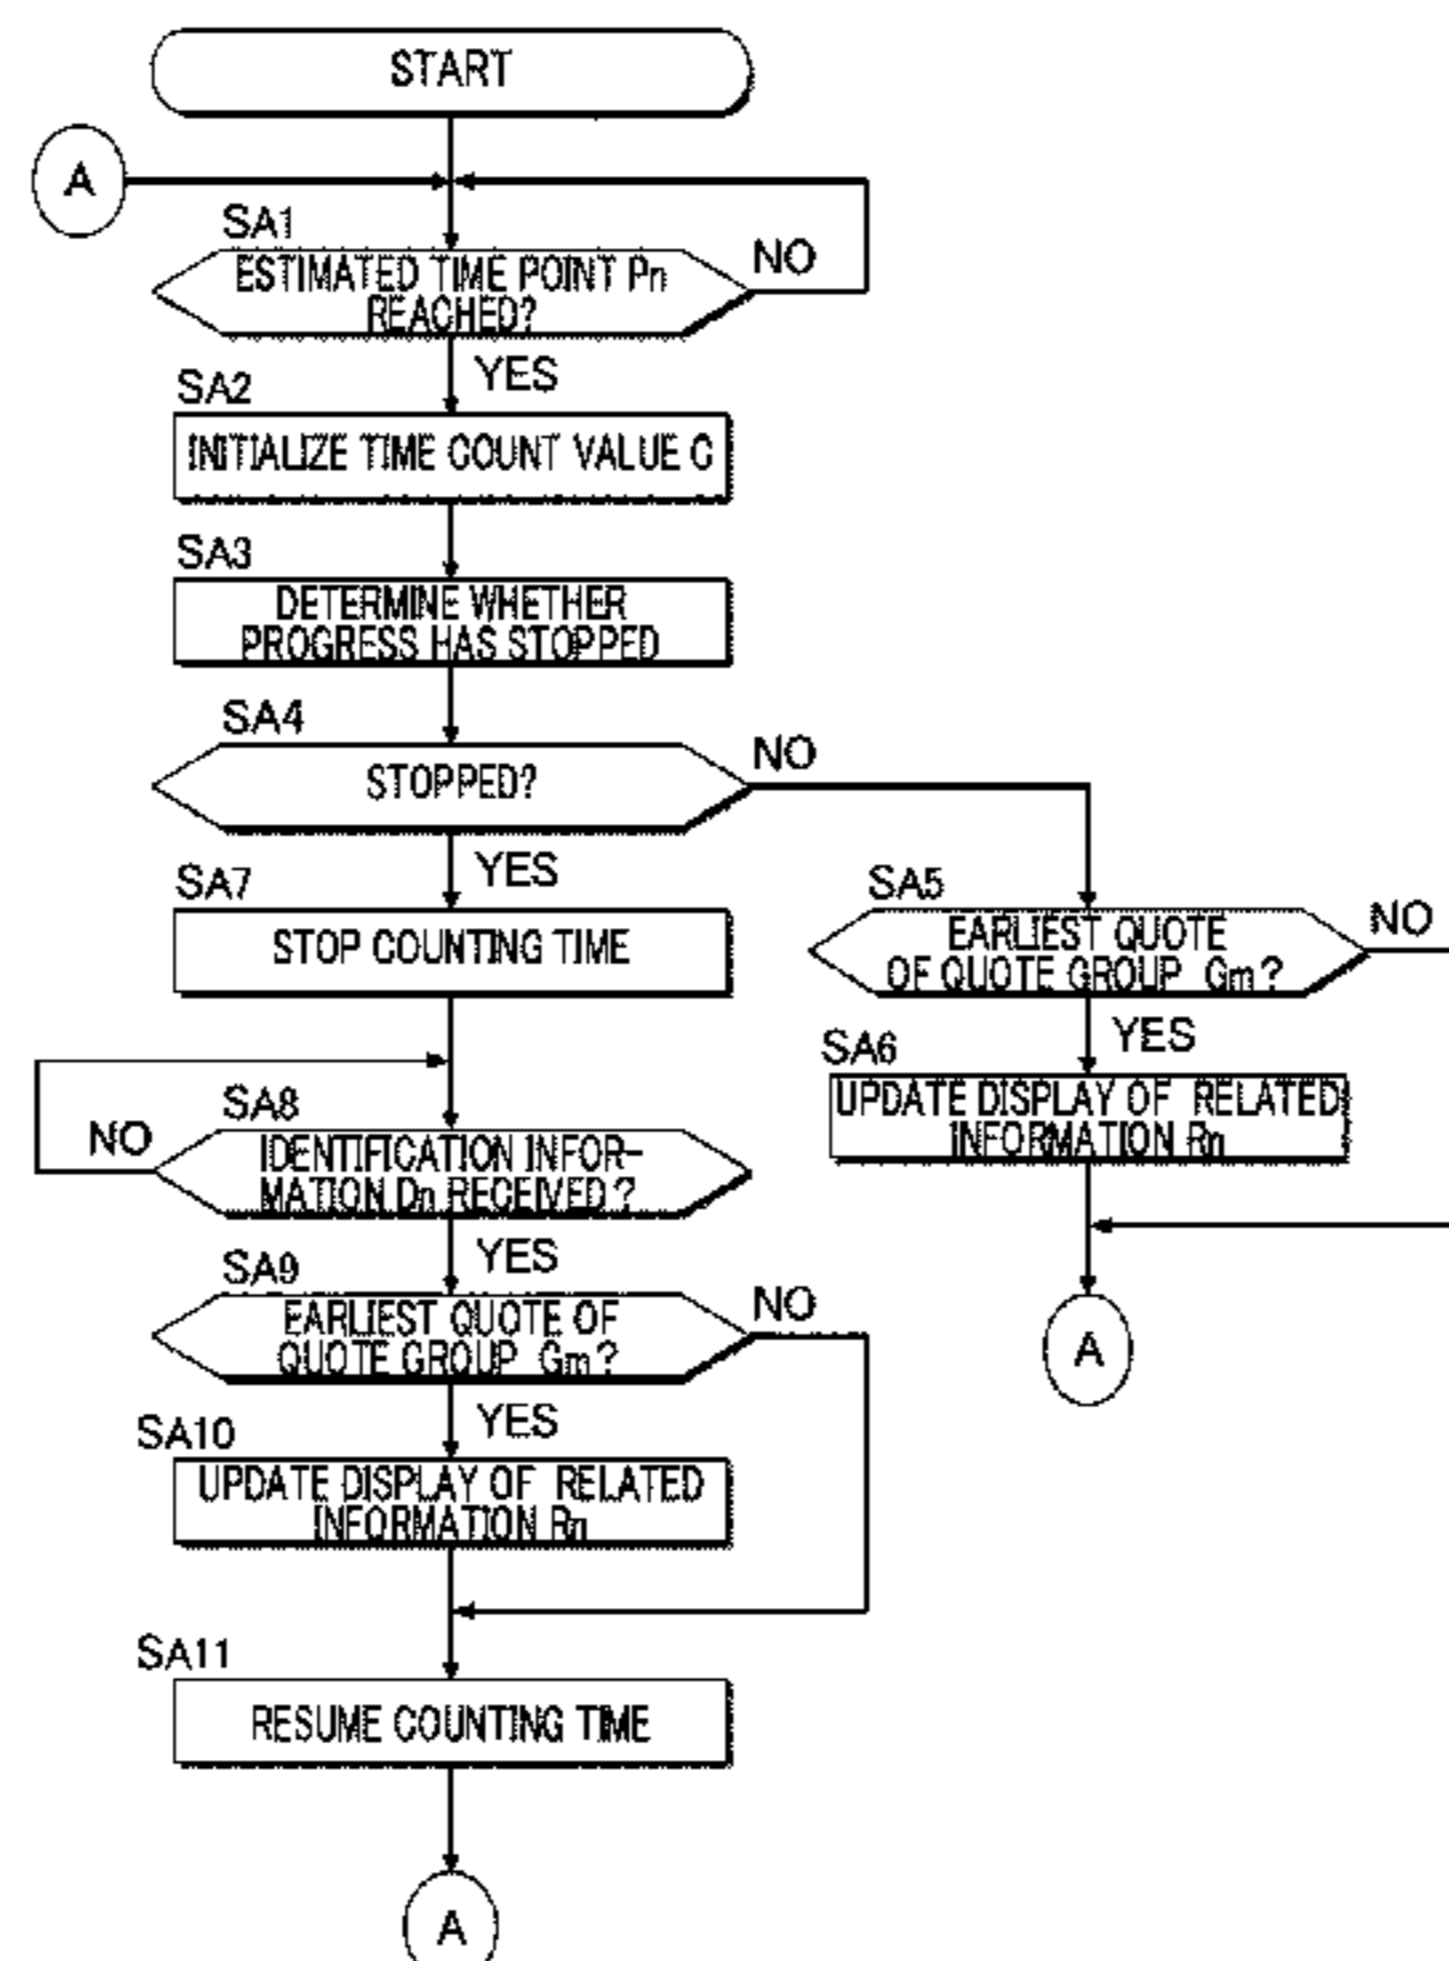 START
A
SA1
ESTIMATED TIME POINT Pn
REACHED?
NO
YES
SA2
INITIALIZE TIME COUNT VALUE C
SA3
DETERMINE WHETHER
PROGRESS HAS STOPPED
SA4
STOPPED?
NO
YES
SA7
STOP COUNTING TIME
SA5
EARLIEST QUOTE
OF QUOTE GROUP Gm?
NO
YES
SA6
UPDATE DISPLAY OF RELATED
INFORMATION Rn
A
SA8
IDENTIFICATION INFOR-
MATION Dn RECEIVED?
NO
YES
SA9
EARLIEST QUOTE OF
QUOTE GROUP Gm?
NO
YES
SA10
UPDATE DISPLAY OF RELATED
INFORMATION Rn
SA11
RESUME COUNTING TIME
A